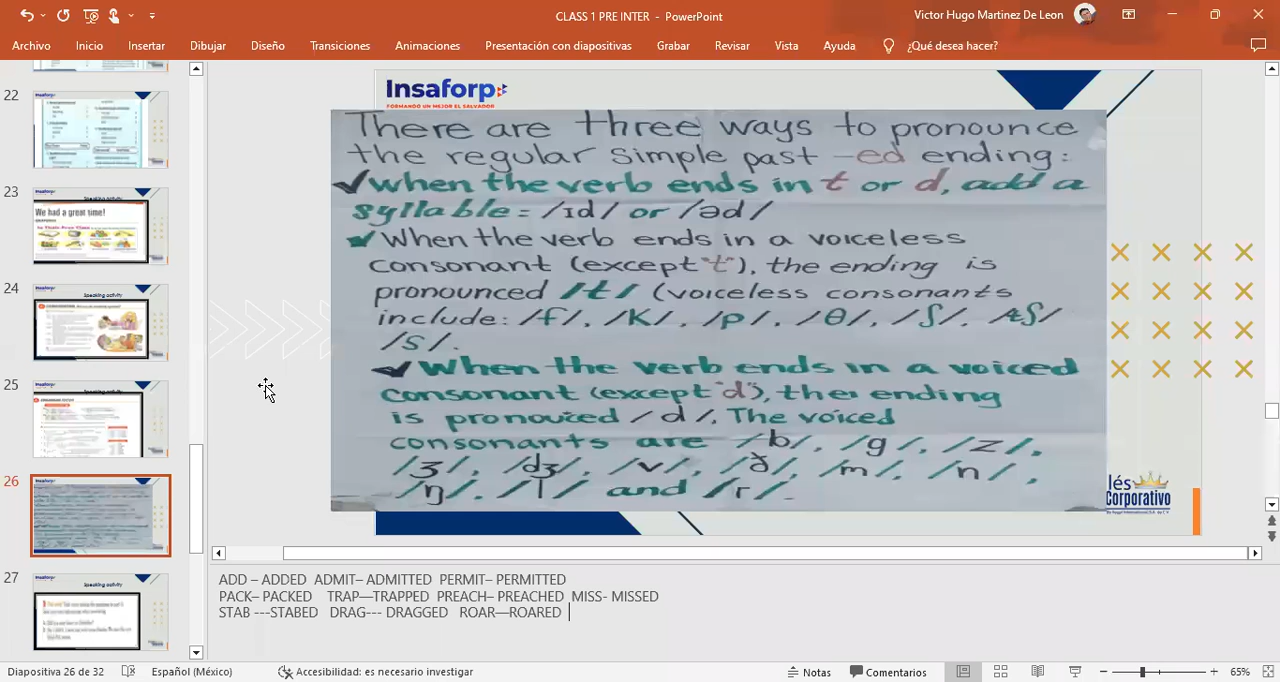 CLASS 1 PRE INTER - PowerPoint
Victor Hugo Martinez De Leon
Archivo Inicio Insertar Dibujar Diseño Transiciones Animaciones Presentación con diapositivas Grabar Revisar Vista Ayuda ¿Qué desea hacer?
22
23
We had a great time!
24
25
26
27
Insaforp
FORMANDO UN MEJOR EL SALVADOR
There are three ways to pronounce
the regular simple past -ed ending:
When the verb ends in t or d, add a
syllable: /ɪd/ or /əd/
When the verb ends in a voiceless
consonant (except "t"), the ending is
pronounced /t/ (voiceless consonants
include: /f/, /k/, /p/, /θ/, /ʃ/, /tʃ/
/s/.
When the verb ends in a voiced
consonant (except "d"), the ending
is pronounced /d/. The voiced
consonants are /b/, /g/, /z/,
/ʒ/, /dʒ/, /v/, /ð/, /m/, /n/,
/ŋ/, /l/ and /r/.
lés
Corporativo
ADD – ADDED ADMIT– ADMITTED PERMIT– PERMITTED
PACK– PACKED TRAP—TRAPPED PREACH– PREACHED MISS- MISSED
STAB ---STABED DRAG--- DRAGGED ROAR—ROARED
Diapositiva 26 de 32 Español (México) Accesibilidad: es necesario investigar Notas Comentarios 65%